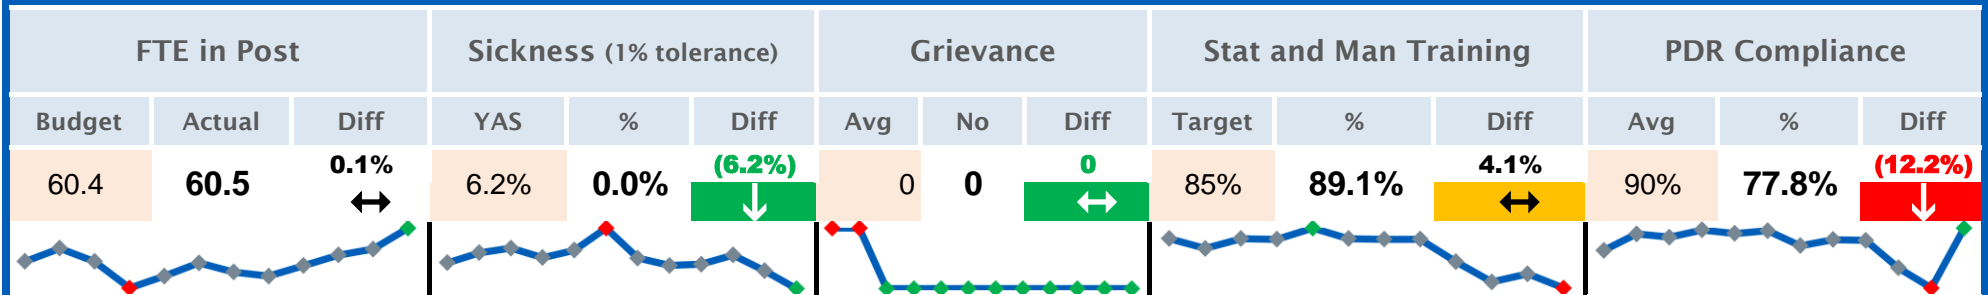 FTE in Post Sickness (1% tolerance) Grievance Stat and Man Training PDR Compliance
Budget Actual Diff YAS % Diff Avg No Diff Target % Diff Avg % Diff
60.4 60.5 0.1% 6.2% 0.0% (6.2%) 0 0 0 85% 89.1% 4.1% 90% 77.8% (12.2%)